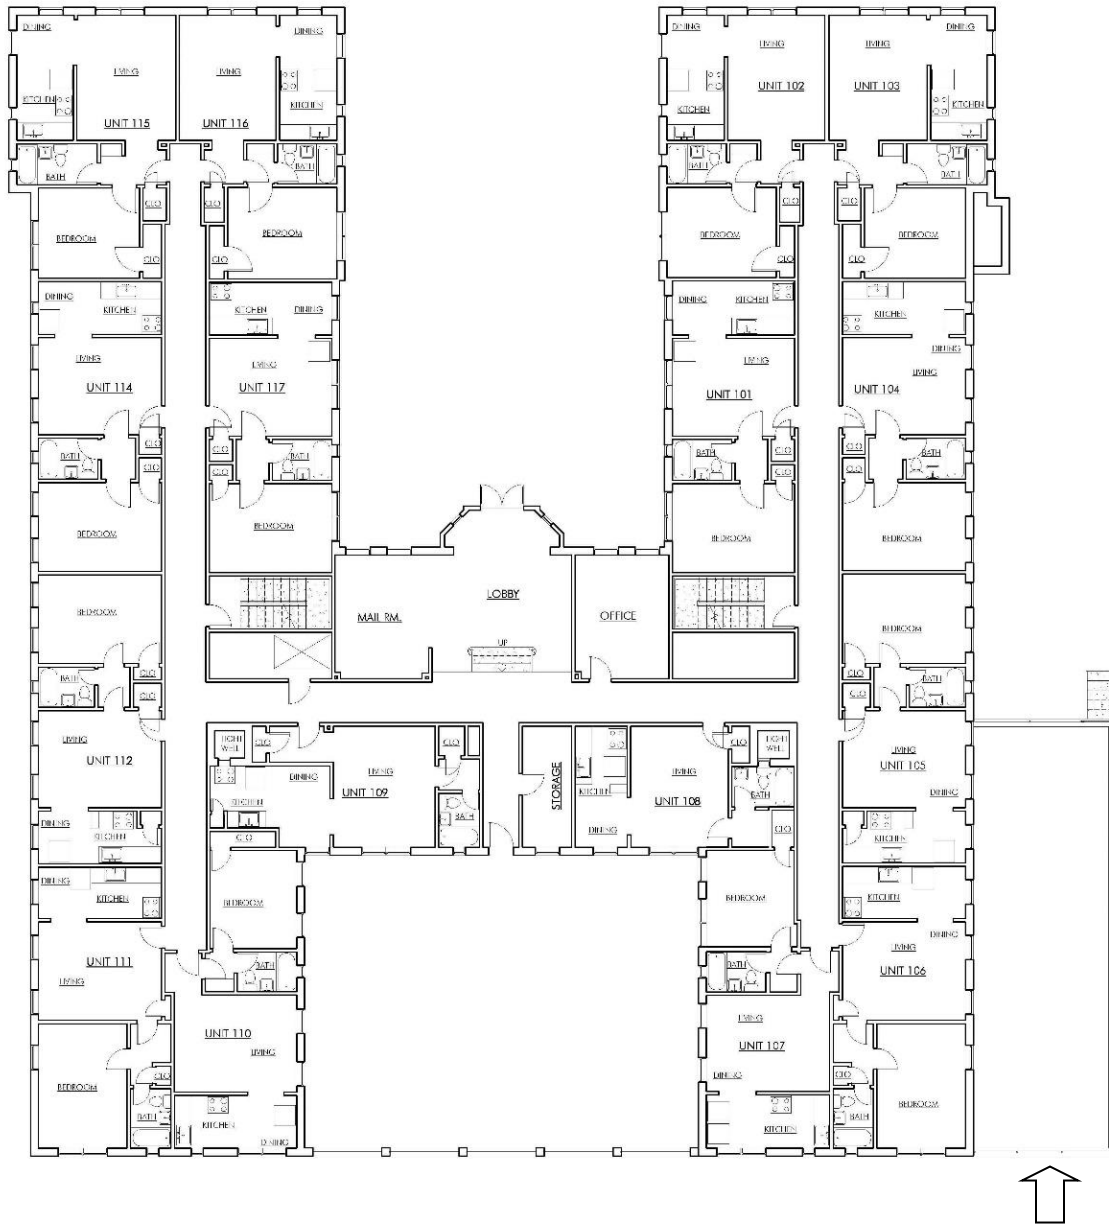 DINING
LIVING
KITCHEN
UNIT 115
BATH
CLO
BEDROOM
CLO
DINING
LIVING
KITCHEN
UNIT 116
BATH
CLO
BEDROOM
DINING
LIVING
KITCHEN
UNIT 102
BATH
CLO
BEDROOM
CLO
DINING
LIVING
KITCHEN
UNIT 103
BATH
CLO
BEDROOM
CLO
DINING
KITCHEN
LIVING
UNIT 114
CLO
BATH
CLO
BEDROOM
KITCHEN
DINING
LIVING
UNIT 117
CLO
BATH
CLO
BEDROOM
DINING
KITCHEN
LIVING
UNIT 101
BATH
CLO
CLO
BEDROOM
KITCHEN
DINING
LIVING
UNIT 104
CLO
BATH
CLO
BEDROOM
LOBBY
MAIL RM.
UP
OFFICE
BEDROOM
CLO
BATH
CLO
LIVING
UNIT 112
DINING
KITCHEN
BEDROOM
CLO
BATH
CLO
LIVING
UNIT 105
DINING
KITCHEN
LIGHT
WELL
CLO
CLO
DINING
LIVING
UNIT 109
KITCHEN
BATH
CLO
BEDROOM
STORAGE
CLO
LIGHT
WELL
LIVING
KITCHEN
UNIT 108
BATH
DINING
CLO
BEDROOM
DINING
KITCHEN
UNIT 111
LIVING
CLO
BEDROOM
BATH
BATH
UNIT 110
LIVING
KITCHEN
DINING
BATH
LIVING
UNIT 107
DINING
KITCHEN
KITCHEN
DINING
LIVING
UNIT 106
CLO
BEDROOM
BATH